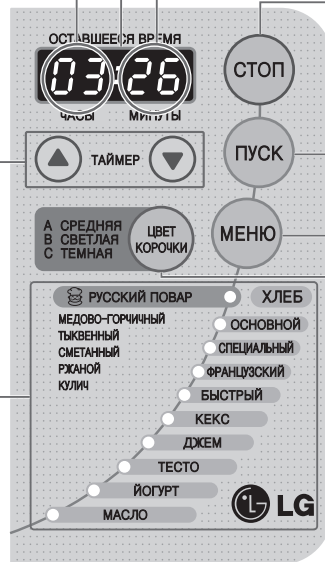 ОСТАВШЕЕСЯ ВРЕМЯ
03:26
ЧАСЫ МИНУТЫ
СТОП
ТАЙМЕР
ПУСК
A СРЕДНЯЯ
B СВЕТЛАЯ
C ТЕМНАЯ
ЦВЕТ
КОРОЧКИ
МЕНЮ
РУССКИЙ ПОВАР
ХЛЕБ
МЕДОВО-ГОРЧИЧНЫЙ
ТЫКВЕННЫЙ
СМЕТАННЫЙ
РЖАНОЙ
КУЛИЧ
ОСНОВНОЙ
СПЕЦИАЛЬНЫЙ
ФРАНЦУЗСКИЙ
БЫСТРЫЙ
КЕКС
ДЖЕМ
ТЕСТО
ЙОГУРТ
МАСЛО
LG